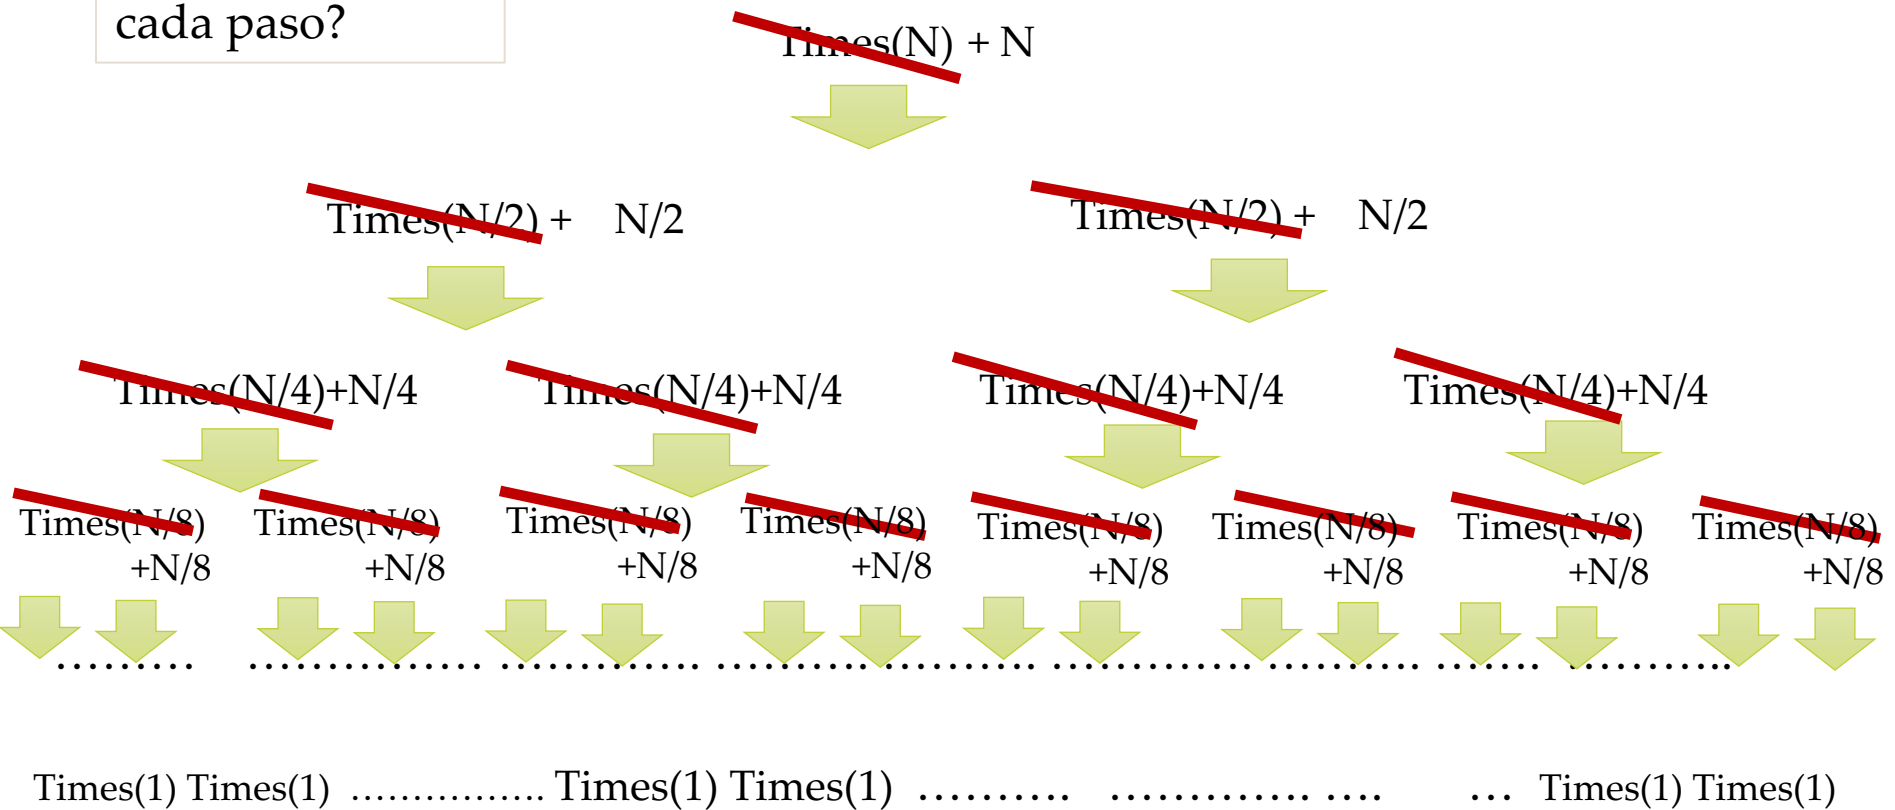 cada paso?
Times(N) + N
Times(N/2) + N/2 Times(N/2) + N/2
Times(N/4)+N/4 Times(N/4)+N/4 Times(N/4)+N/4 Times(N/4)+N/4
Times(N/8) Times(N/8) Times(N/8) Times(N/8) Times(N/8) Times(N/8) Times(N/8) Times(N/8)
+N/8 +N/8 +N/8 +N/8 +N/8 +N/8 +N/8 +N/8
……… …………… …………. ………. ………. …………. ………. ……. ………..
Times(1) Times(1) ……………. Times(1) Times(1) ………. …………. …. … Times(1) Times(1)